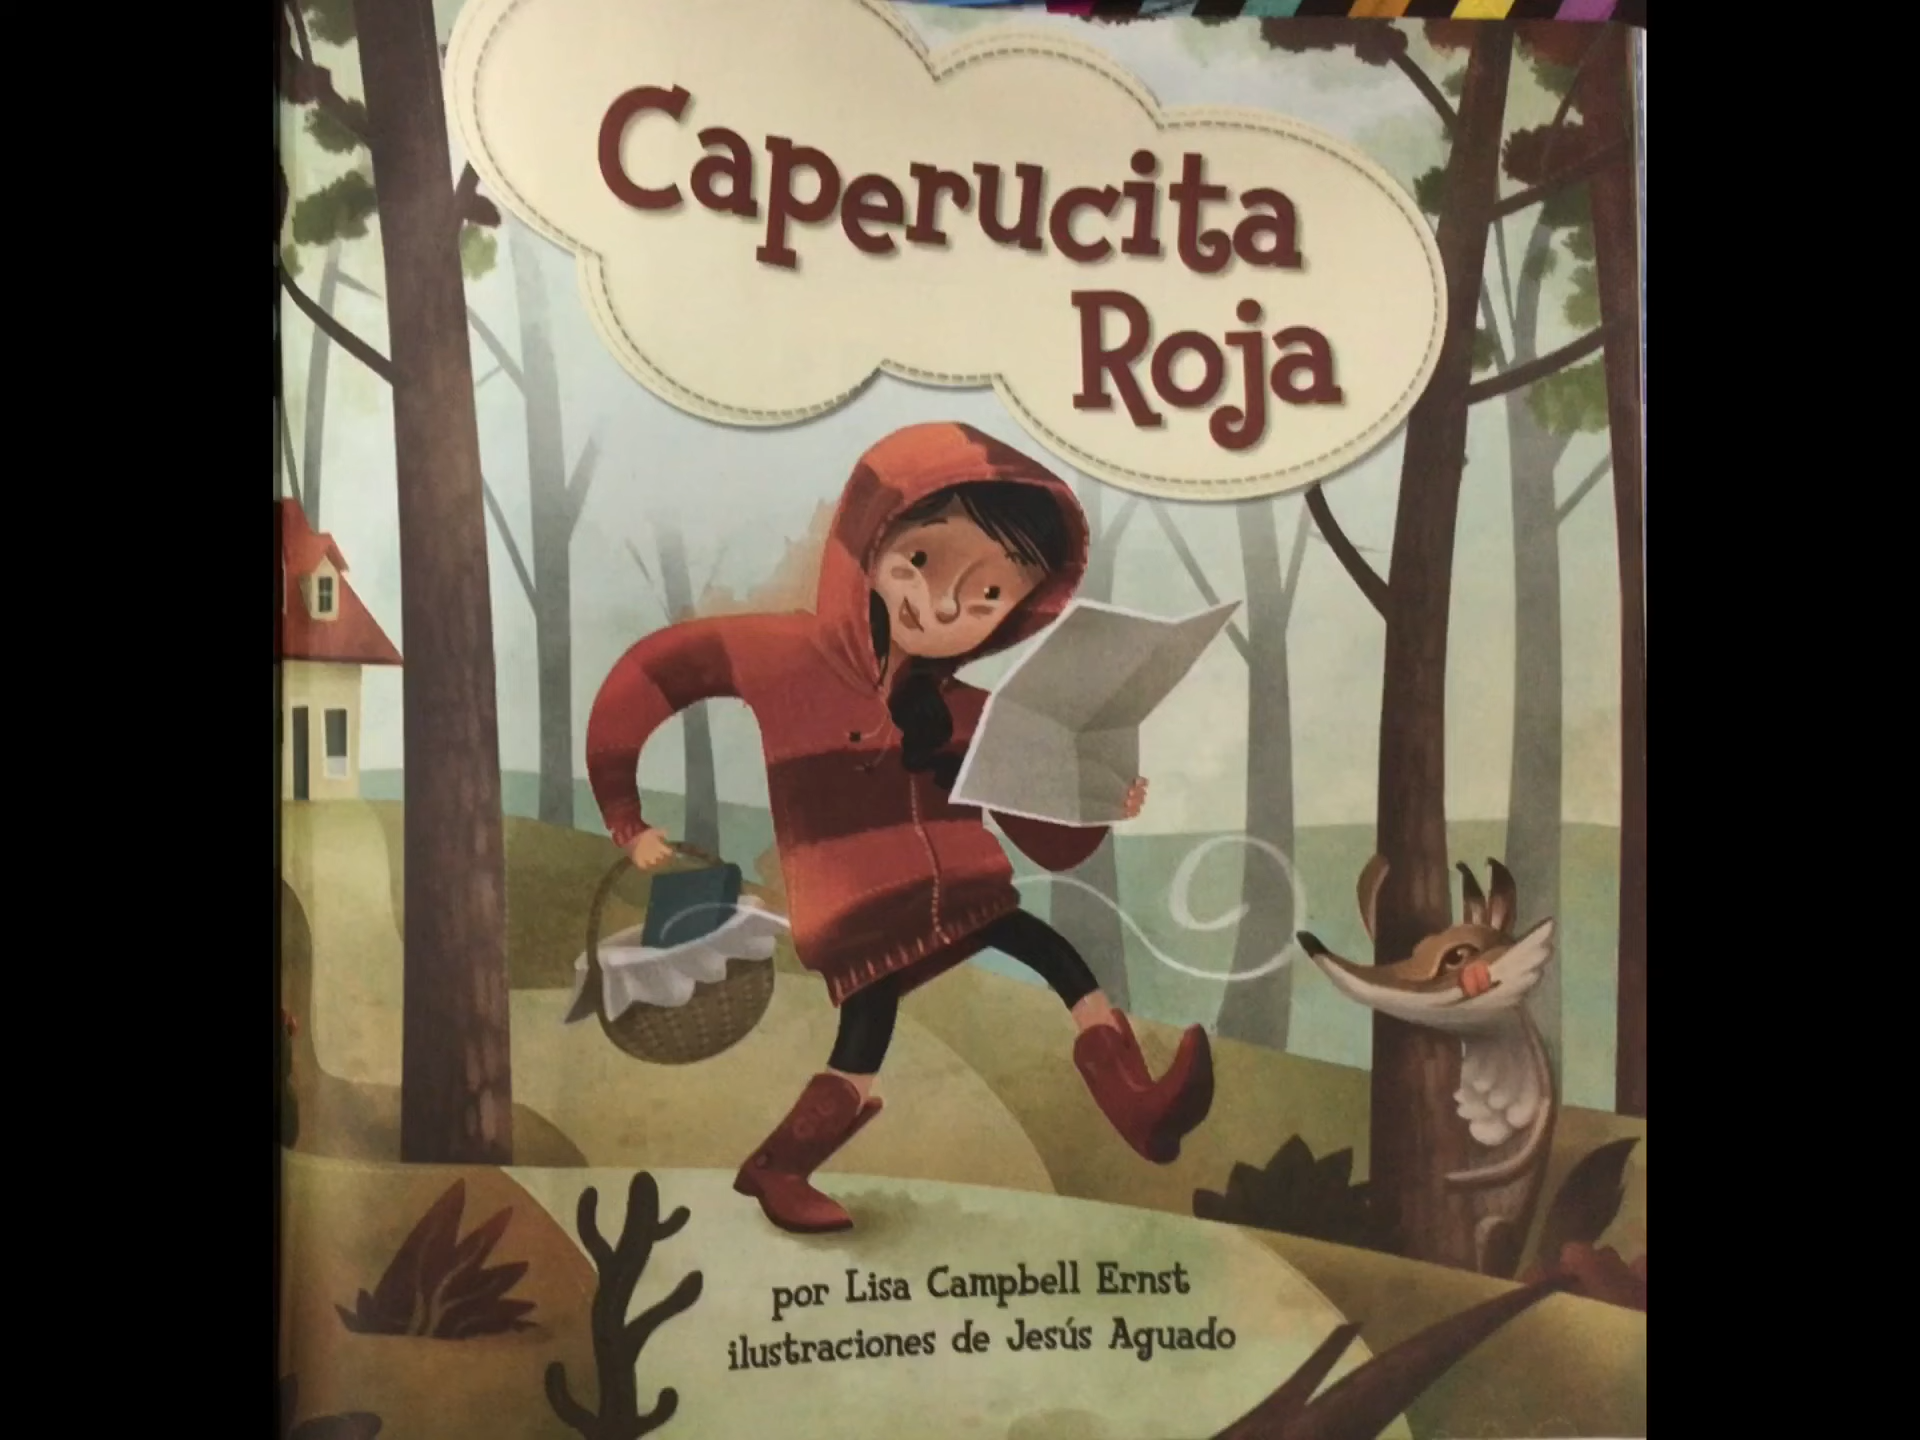 Caperucita
Roja
por Lisa Campbell Ernst
ilustraciones de Jesús Aguado